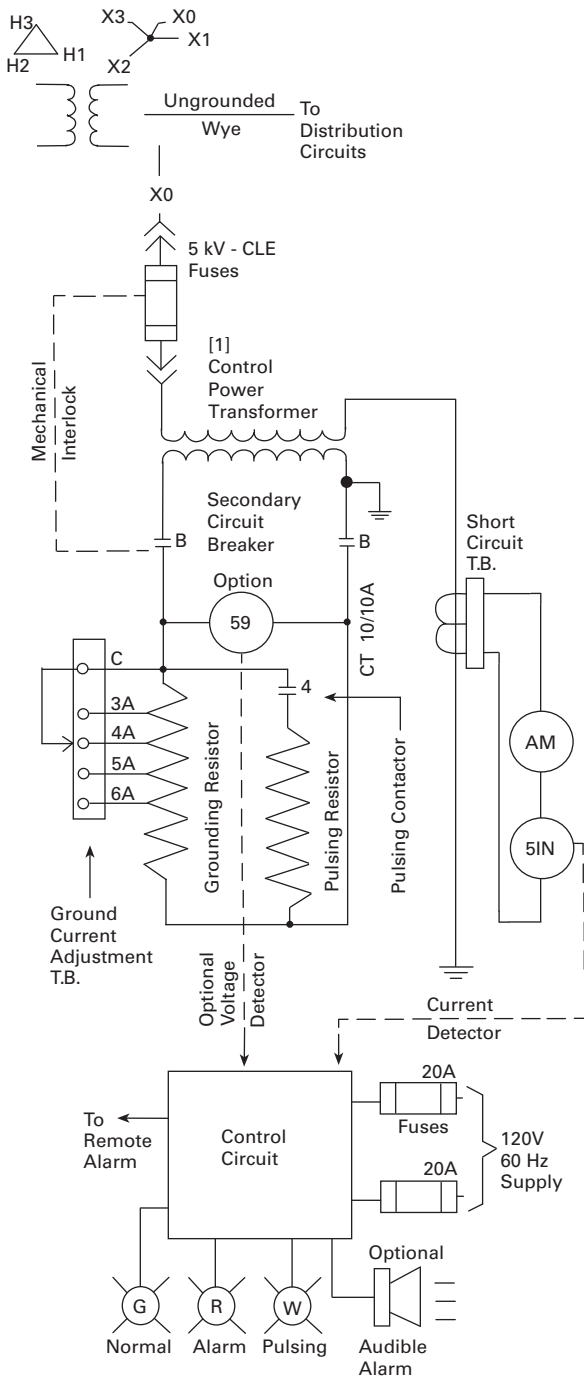 H3
H1
H2
X3
X0
X1
X2
Ungrounded
Wye
To
Distribution
Circuits
X0
5 kV - CLE
Fuses
Mechanical
Interlock
[1]
Control
Power
Transformer
Secondary
Circuit
Breaker
B
B
Option
59
CT 10/10A
Short
Circuit
T.B.
C
3A
4A
5A
6A
4
Grounding Resistor
Pulsing Resistor
Pulsing Contactor
AM
5IN
Ground
Current
Adjustment
T.B.
Optional
Voltage
Detector
Current
Detector
To
Remote
Alarm
Control
Circuit
20A
Fuses
20A
120V
60 Hz
Supply
G
Normal
R
Alarm
W
Pulsing
Optional
Audible
Alarm